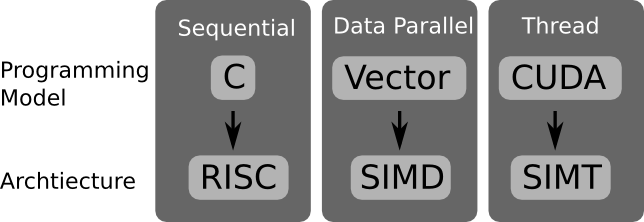 Sequential
Data Parallel
Thread
Programming
Model
C
Vector
CUDA
Archtiecture
RISC
SIMD
SIMT